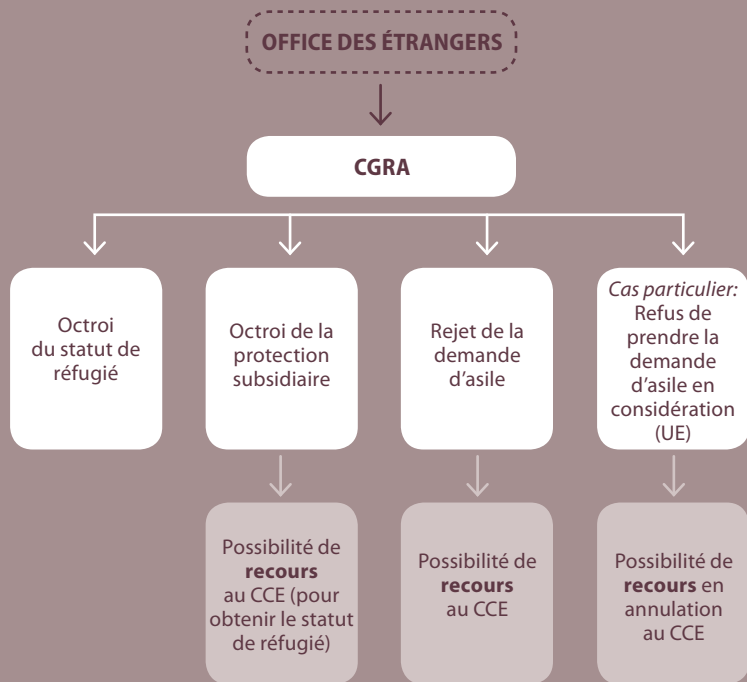 OFFICE DES ÉTRANGERS
CGRA
Octroi
du statut de
réfugié
Octroi de la
protection
subsidiaire
Rejet de la
demande
d'asile
Cas particulier:
Refus de
prendre la
demande
d'asile en
considération
(UE)
Possibilité de
recours
au CCE (pour
obtenir le statut
de réfugié)
Possibilité de
recours
au CCE
Possibilité de
recours en
annulation
au CCE